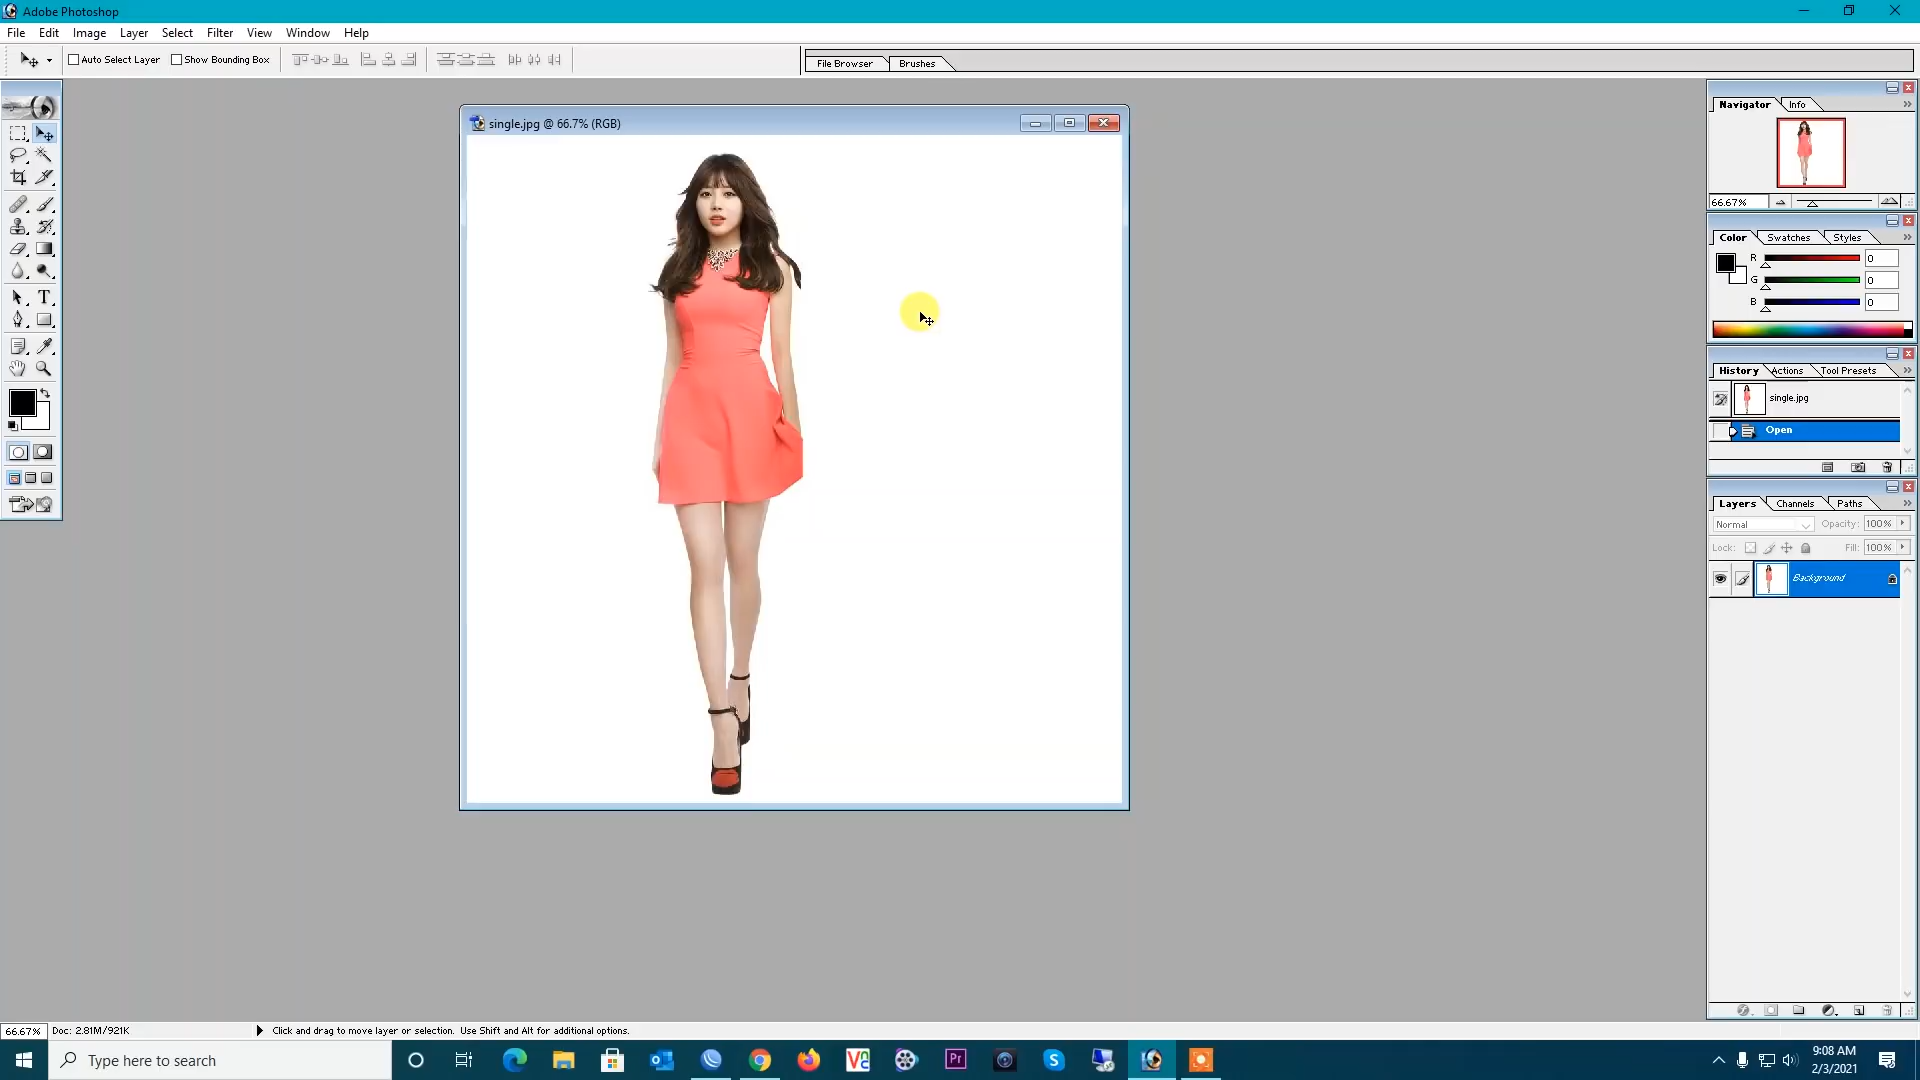 Adobe Photoshop
File Edit Image Layer Select Filter View Window Help
Auto Select Layer Show Bounding Box
File Browser Brushes
single.jpg @ 66.7% (RGB)
Navigator Info
66.67%
Color Swatches Styles
R 0
G 0
B 0
History Actions Tool Presets
single.jpg
Open
Layers Channels Paths
Normal Opacity: 100%
Lock: Fill: 100%
Background
T
66.67% Doc: 2.81M/921K Click and drag to move layer or selection. Use Shift and Alt for additional options.
Type here to search
Pr
S
9:08 AM
2/3/2021